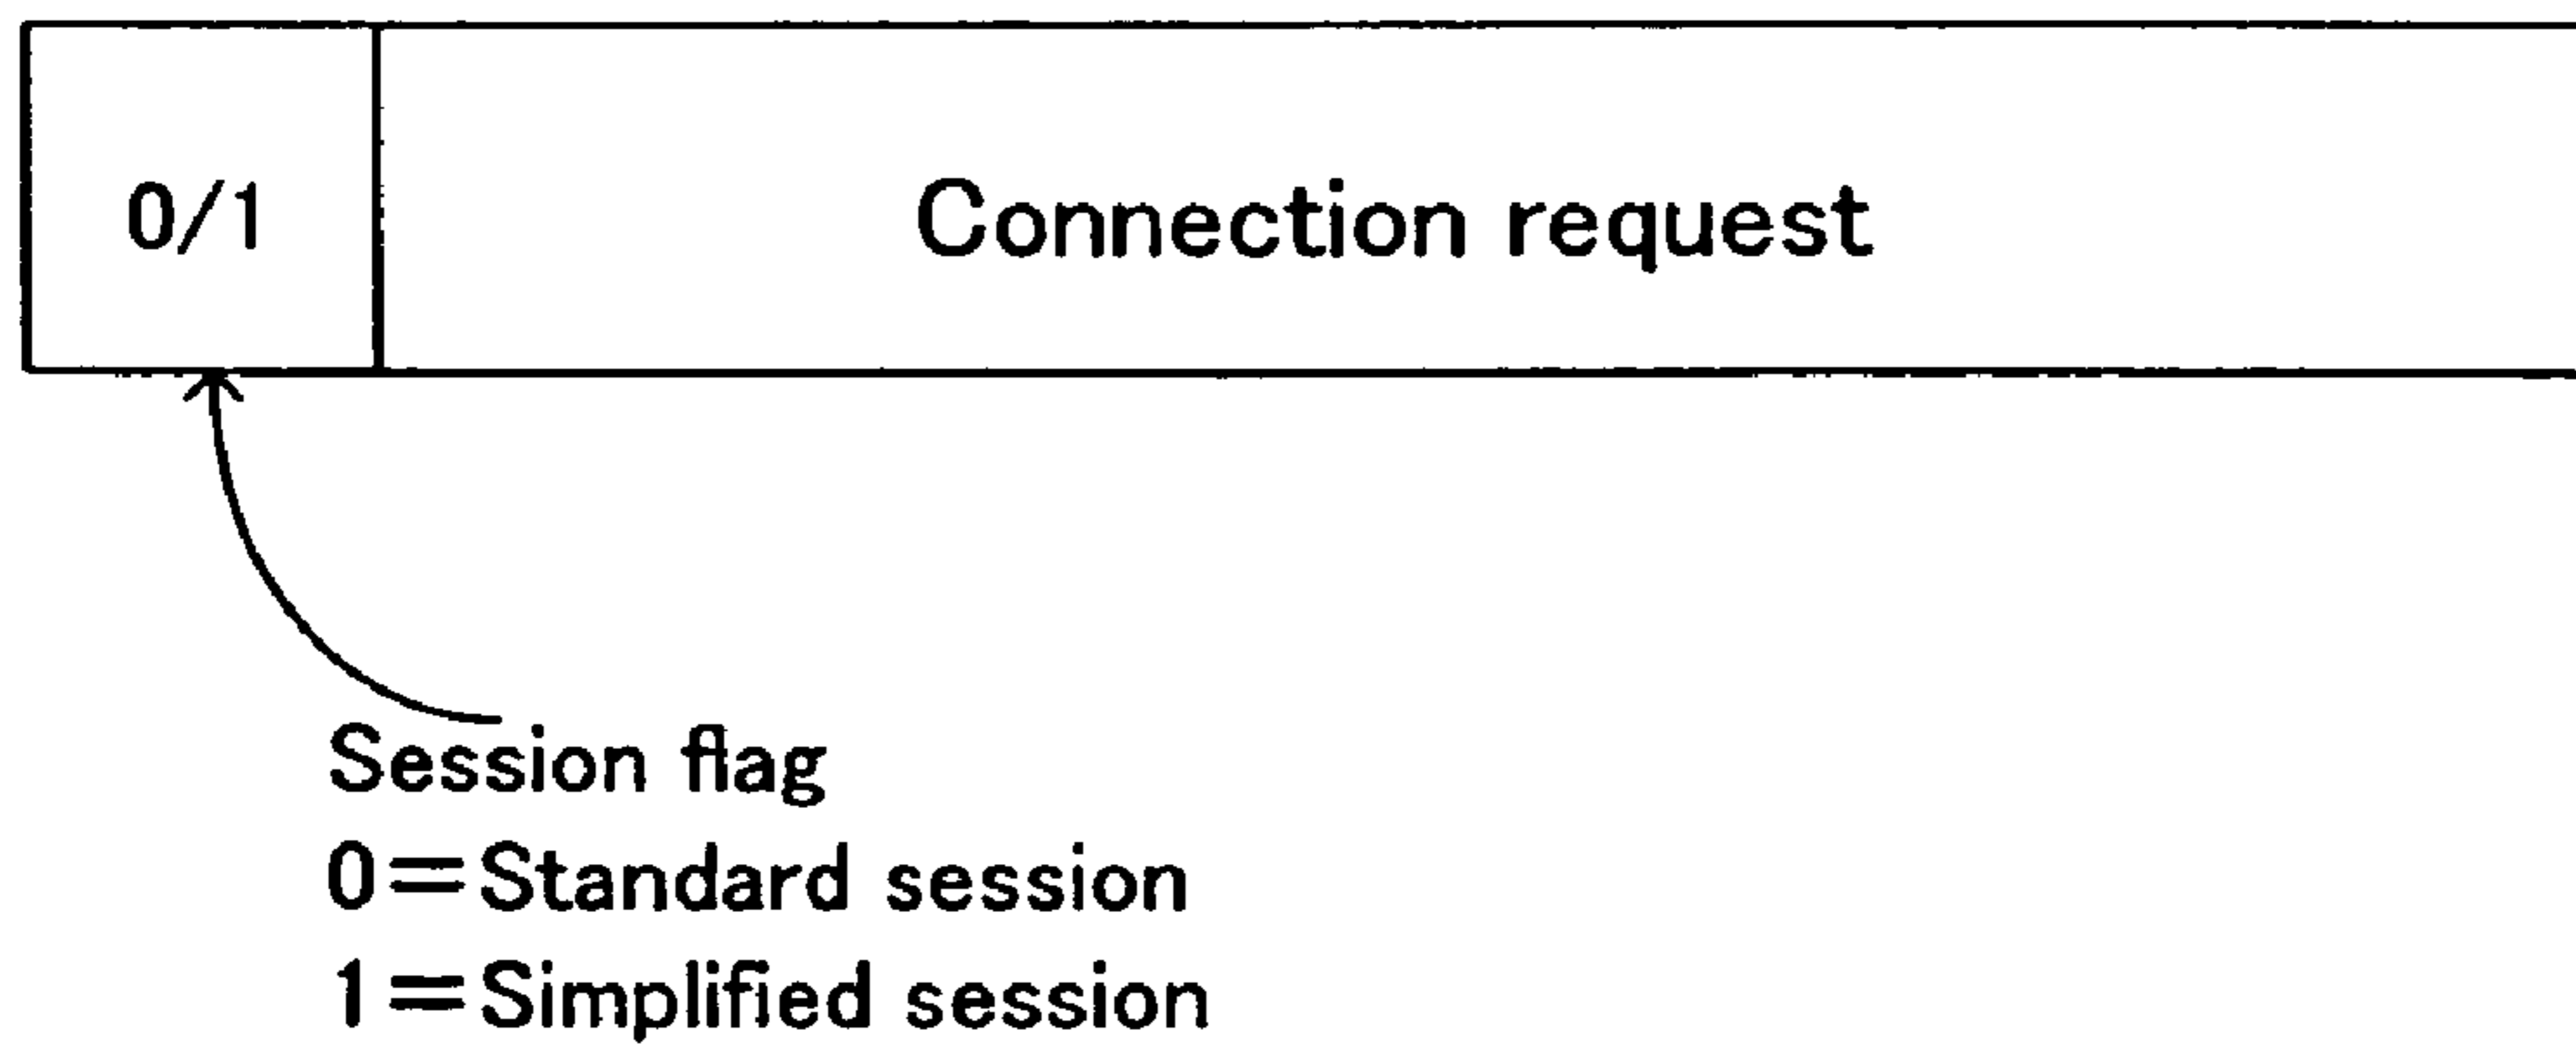 0/1 Connection request
Session flag
0=Standard session
1=Simplified session